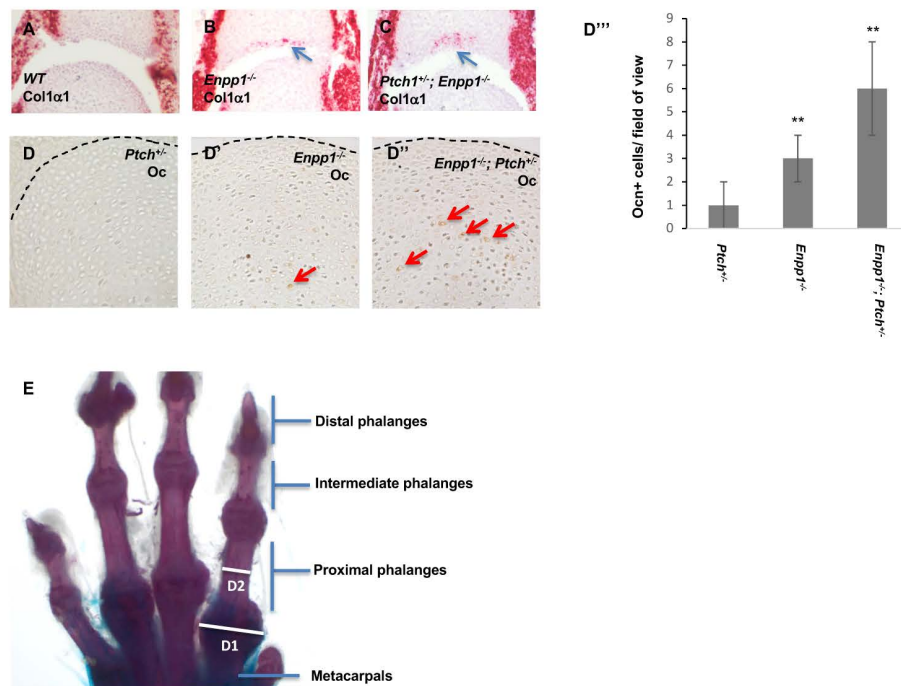 A
WT
Col1α1
B
Enpp1-/-
Col1α1
C
Ptch1+/-; Enpp1-/-
Col1α1
D
Ptch+/-
Oc
D'
Enpp1-/-
Oc
D''
Enpp1-/-; Ptch+/-
Oc
D'''
Ocn+ cells/ field of view
9
8
7
6
5
4
3
2
1
0
**
**
Ptch+/-
Enpp1-/-
Enpp1-/-; Ptch+/-
E
Distal phalanges
Intermediate phalanges
Proximal phalanges
D2
D1
Metacarpals